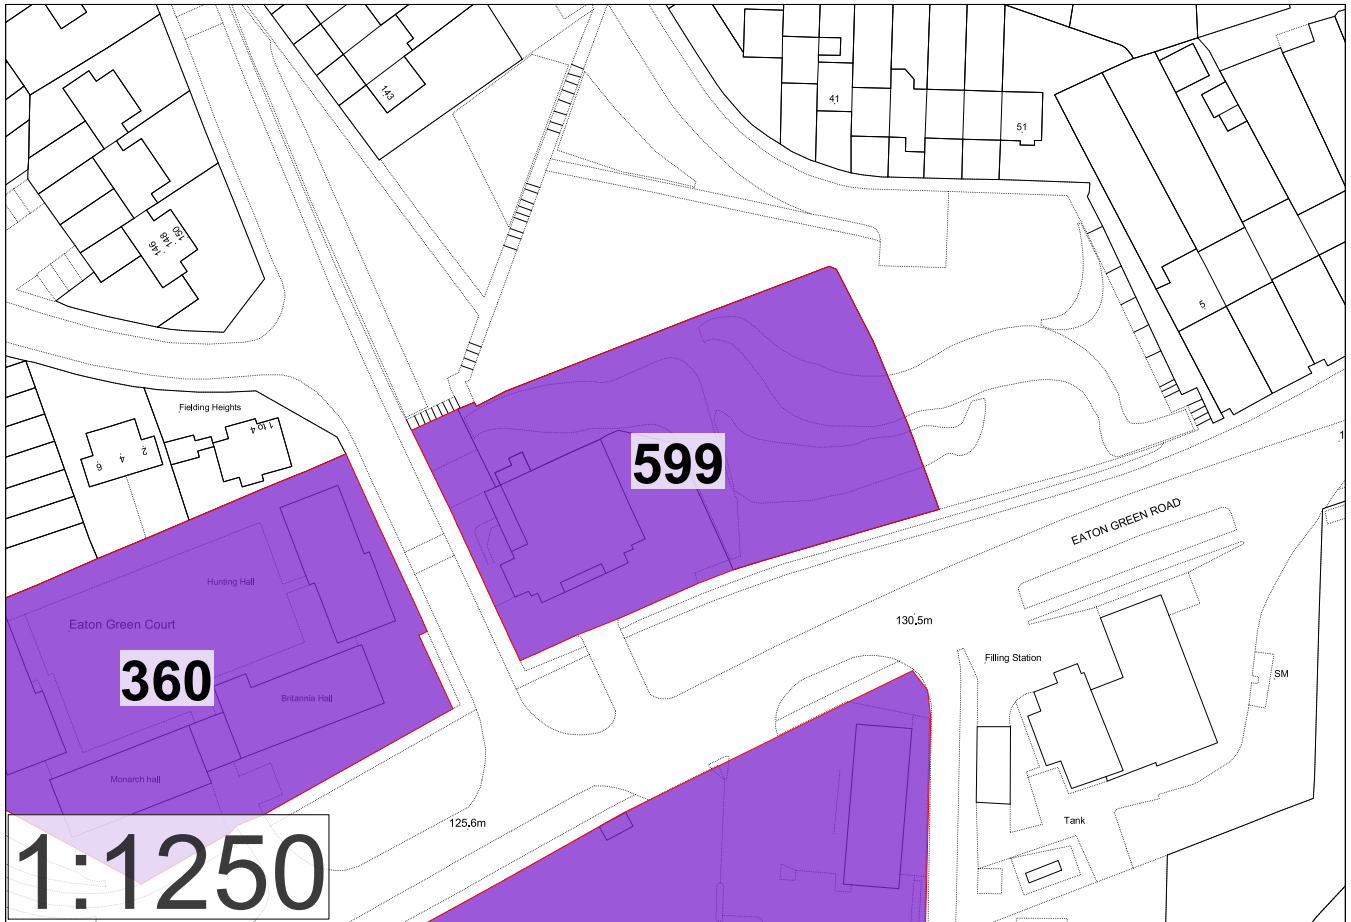 143
41
51
150
148
146
5
Fielding Heights
1 to 4
2
4
6
599
EATON GREEN ROAD
Hunting Hall
Eaton Green Court
130.5m
Filling Station
360
SM
Britannia Hall
Monarch hall
125.6m
Tank
1:1250